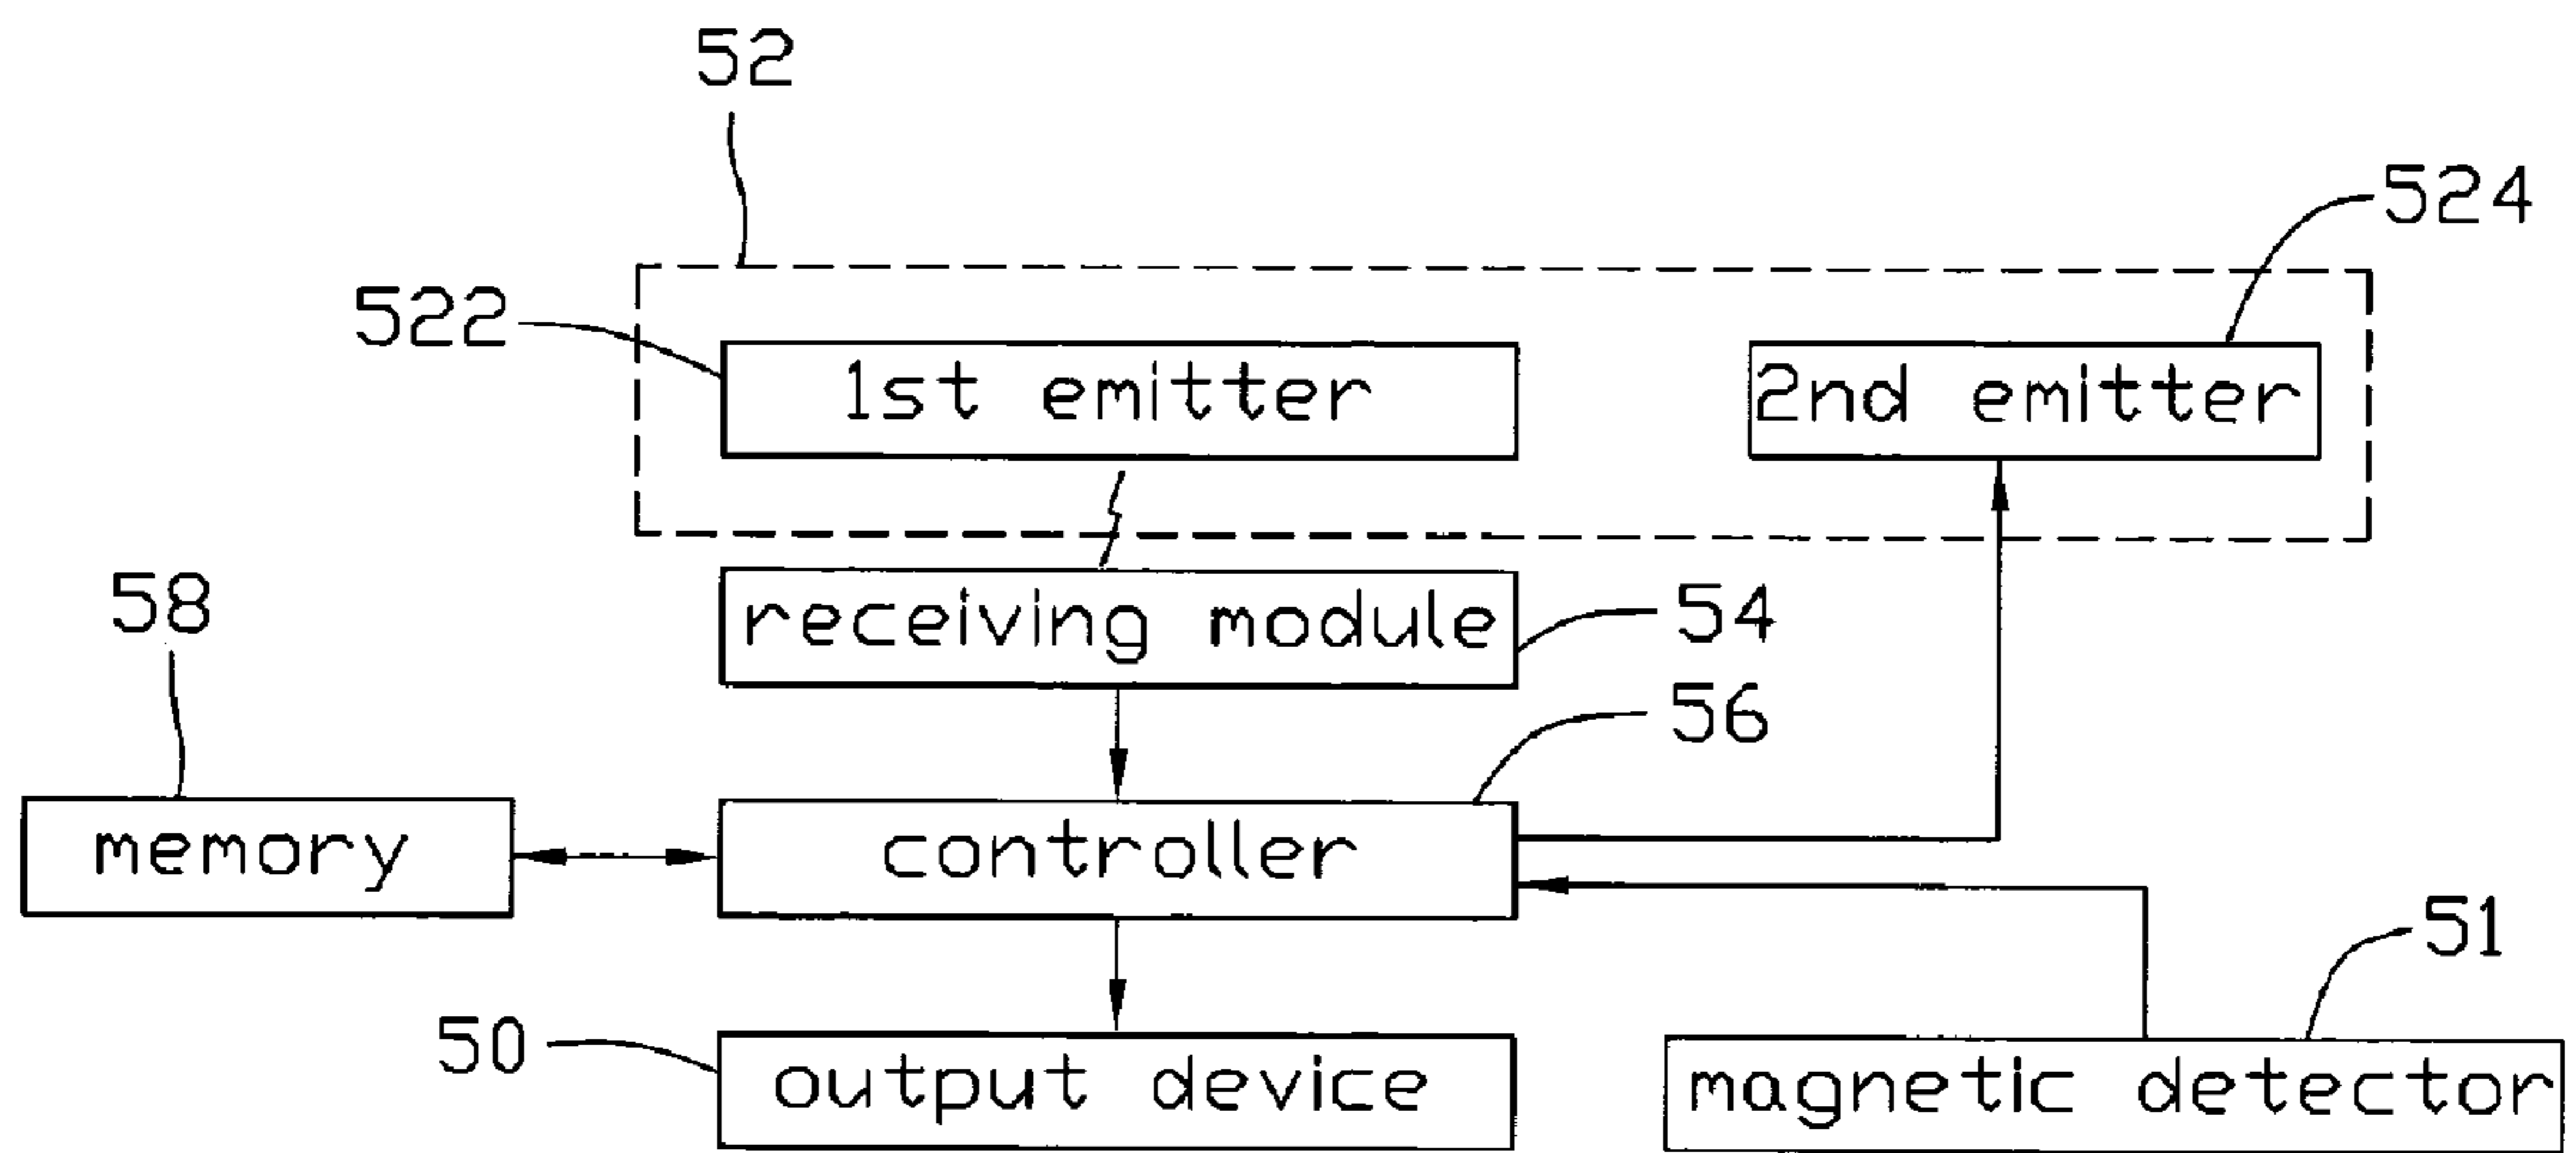 52
524
522
1st emitter
2nd emitter
58
receiving module
54
56
memory
controller
51
50
output device
magnetic detector